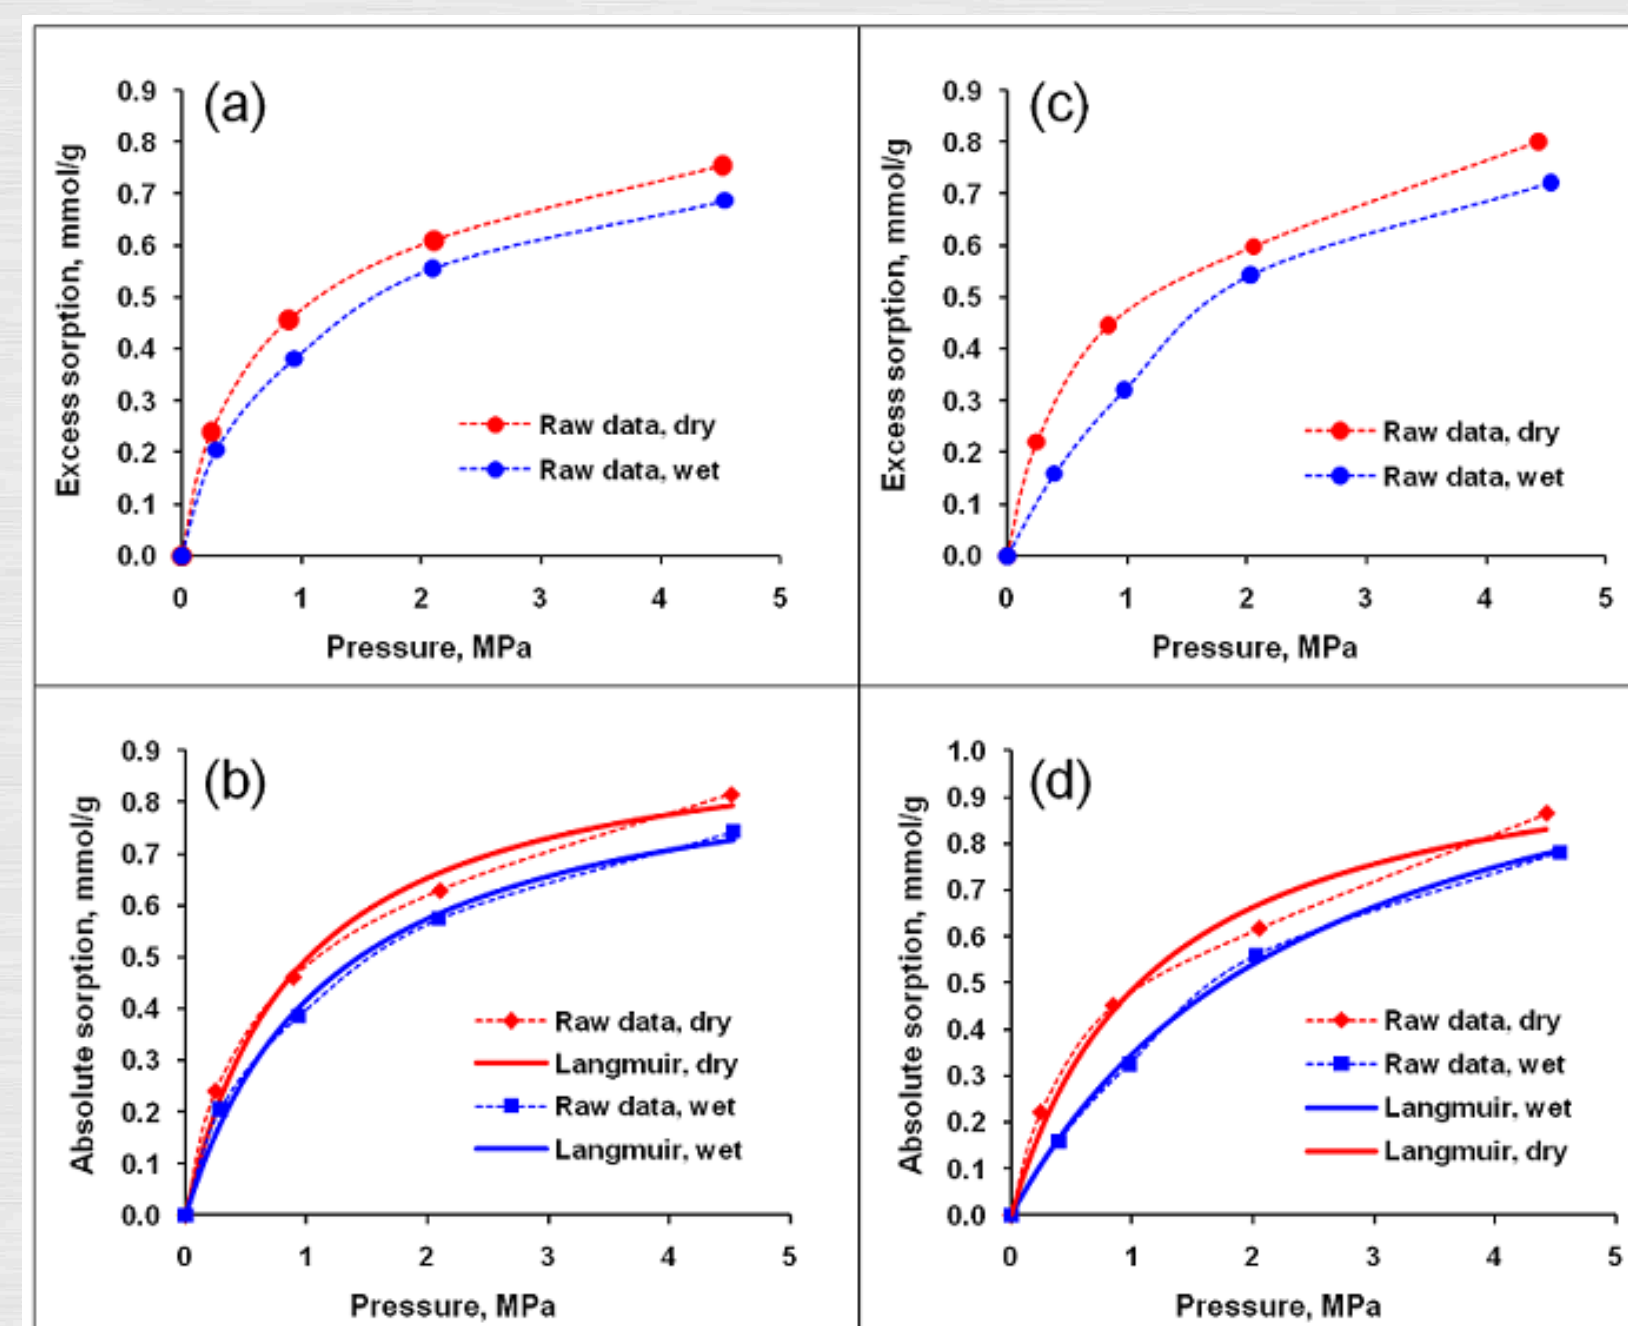 (a)
0.9
0.8
0.7
0.6
0.5
0.4
0.3
0.2
0.1
0.0
Excess sorption, mmol/g
Raw data, dry
Raw data, wet
0 1 2 3 4 5
Pressure, MPa
(c)
0.9
0.8
0.7
0.6
0.5
0.4
0.3
0.2
0.1
0.0
Excess sorption, mmol/g
Raw data, dry
Raw data, wet
0 1 2 3 4 5
Pressure, MPa
(b)
0.9
0.8
0.7
0.6
0.5
0.4
0.3
0.2
0.1
0.0
Absolute sorption, mmol/g
Raw data, dry
Langmuir, dry
Raw data, wet
Langmuir, wet
0 1 2 3 4 5
Pressure, MPa
(d)
1.0
0.9
0.8
0.7
0.6
0.5
0.4
0.3
0.2
0.1
0.0
Absolute sorption, mmol/g
Raw data, dry
Raw data, wet
Langmuir, wet
Langmuir, dry
0 1 2 3 4 5
Pressure, MPa